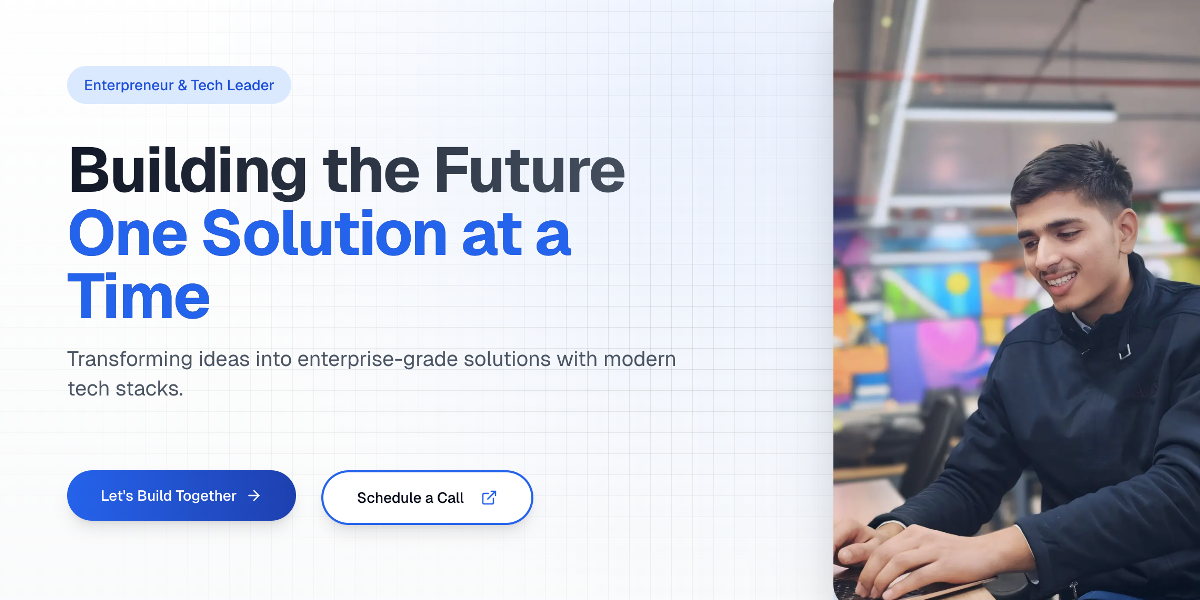 Enterpreneur & Tech Leader
Building the Future
One Solution at a
Time
Transforming ideas into enterprise-grade solutions with modern
tech stacks.
Let's Build Together
Schedule a Call